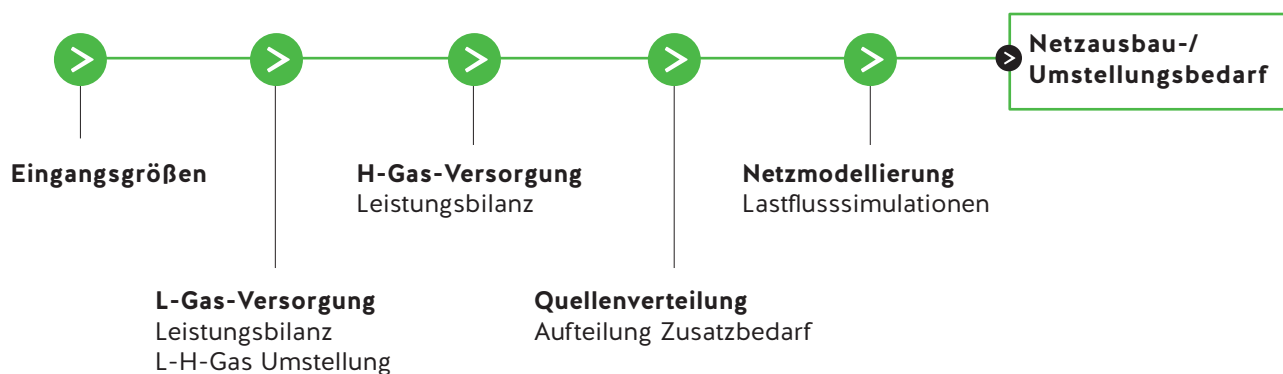 Netzausbau-/
Umstellungsbedarf
Eingangsgrößen
H-Gas-Versorgung
Leistungsbilanz
Netzmodellierung
Lastflusssimulationen
L-Gas-Versorgung
Leistungsbilanz
L-H-Gas Umstellung
Quellenverteilung
Aufteilung Zusatzbedarf